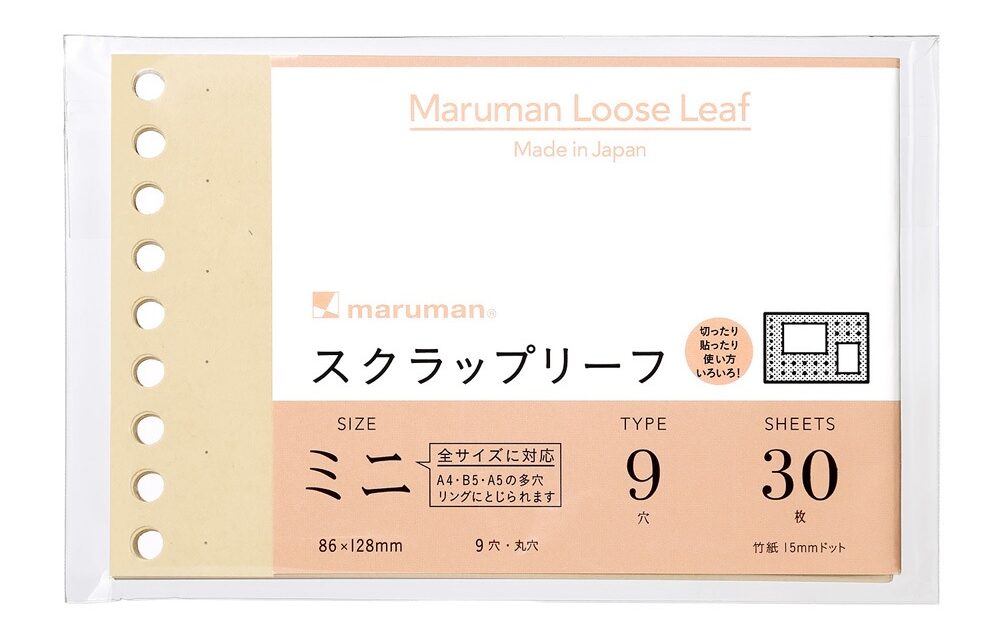 Maruman Loose Leaf
Made in Japan
maruman®
スクラップリーフ
切ったり
貼ったり
使い方
いろいろ!
SIZE
ミニ
全サイズに対応
A4・B5・A5の多穴
リングにとじられます
86×128mm
9穴・丸穴
TYPE
9
穴
SHEETS
30
枚
竹紙 15mmドット